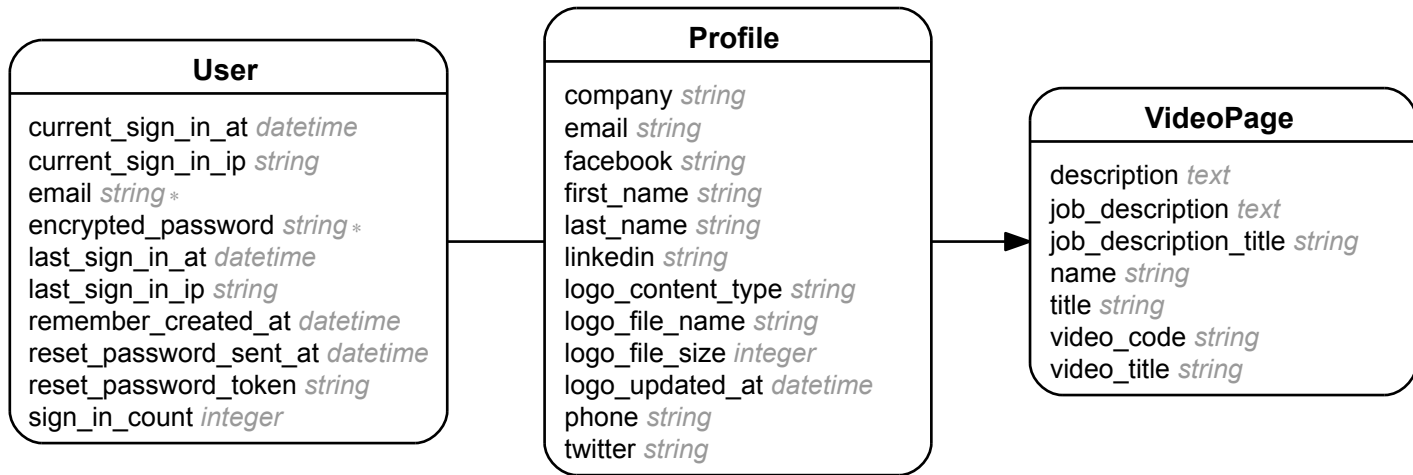 User
current_sign_in_at datetime
current_sign_in_ip string
email string *
encrypted_password string *
last_sign_in_at datetime
last_sign_in_ip string
remember_created_at datetime
reset_password_sent_at datetime
reset_password_token string
sign_in_count integer
Profile
company string
email string
facebook string
first_name string
last_name string
linkedin string
logo_content_type string
logo_file_name string
logo_file_size integer
logo_updated_at datetime
phone string
twitter string
VideoPage
description text
job_description text
job_description_title string
name string
title string
video_code string
video_title string